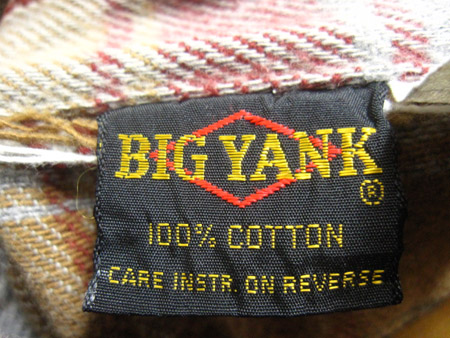 BIG YANK
®
100% COTTON
CARE INSTR. ON REVERSE